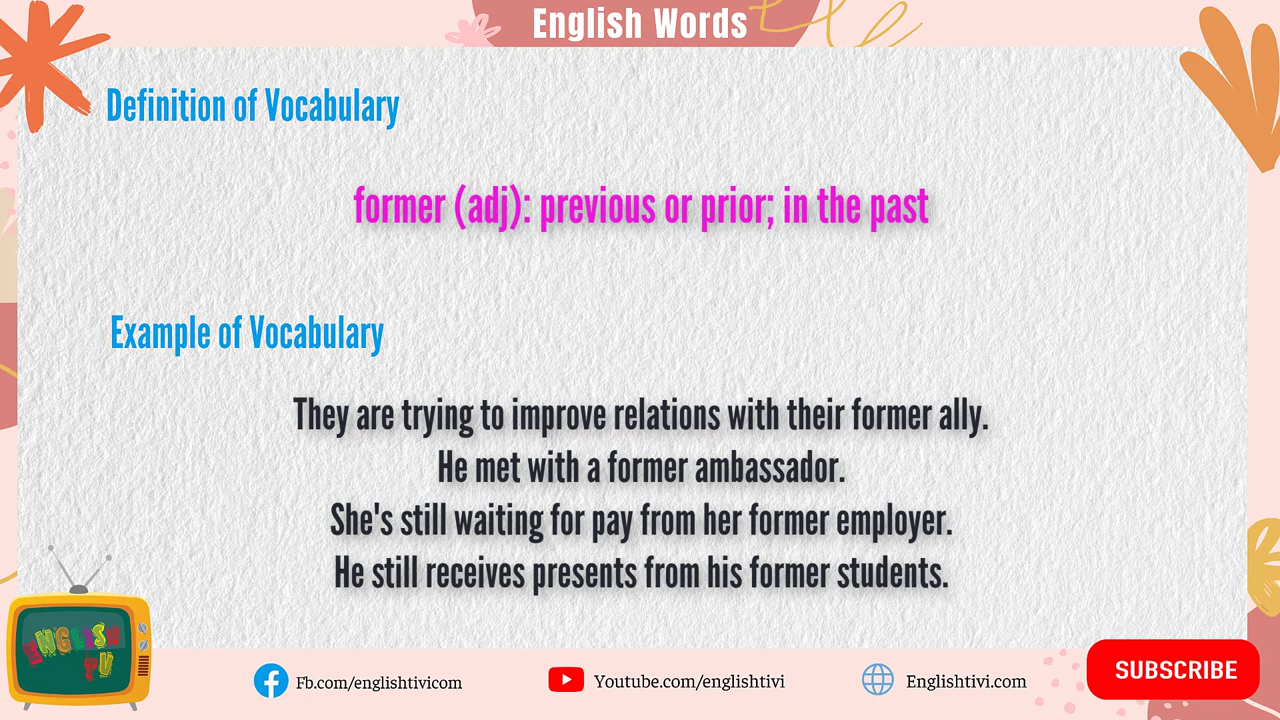 English Words
Definition of Vocabulary
former (adj): previous or prior; in the past
Example of Vocabulary
They are trying to improve relations with their former ally.
He met with a former ambassador.
She's still waiting for pay from her former employer.
He still receives presents from his former students.
ENGLISH
TV
Fb.com/englishtivicom
Youtube.com/englishtivi
Englishtivi.com
SUBSCRIBE